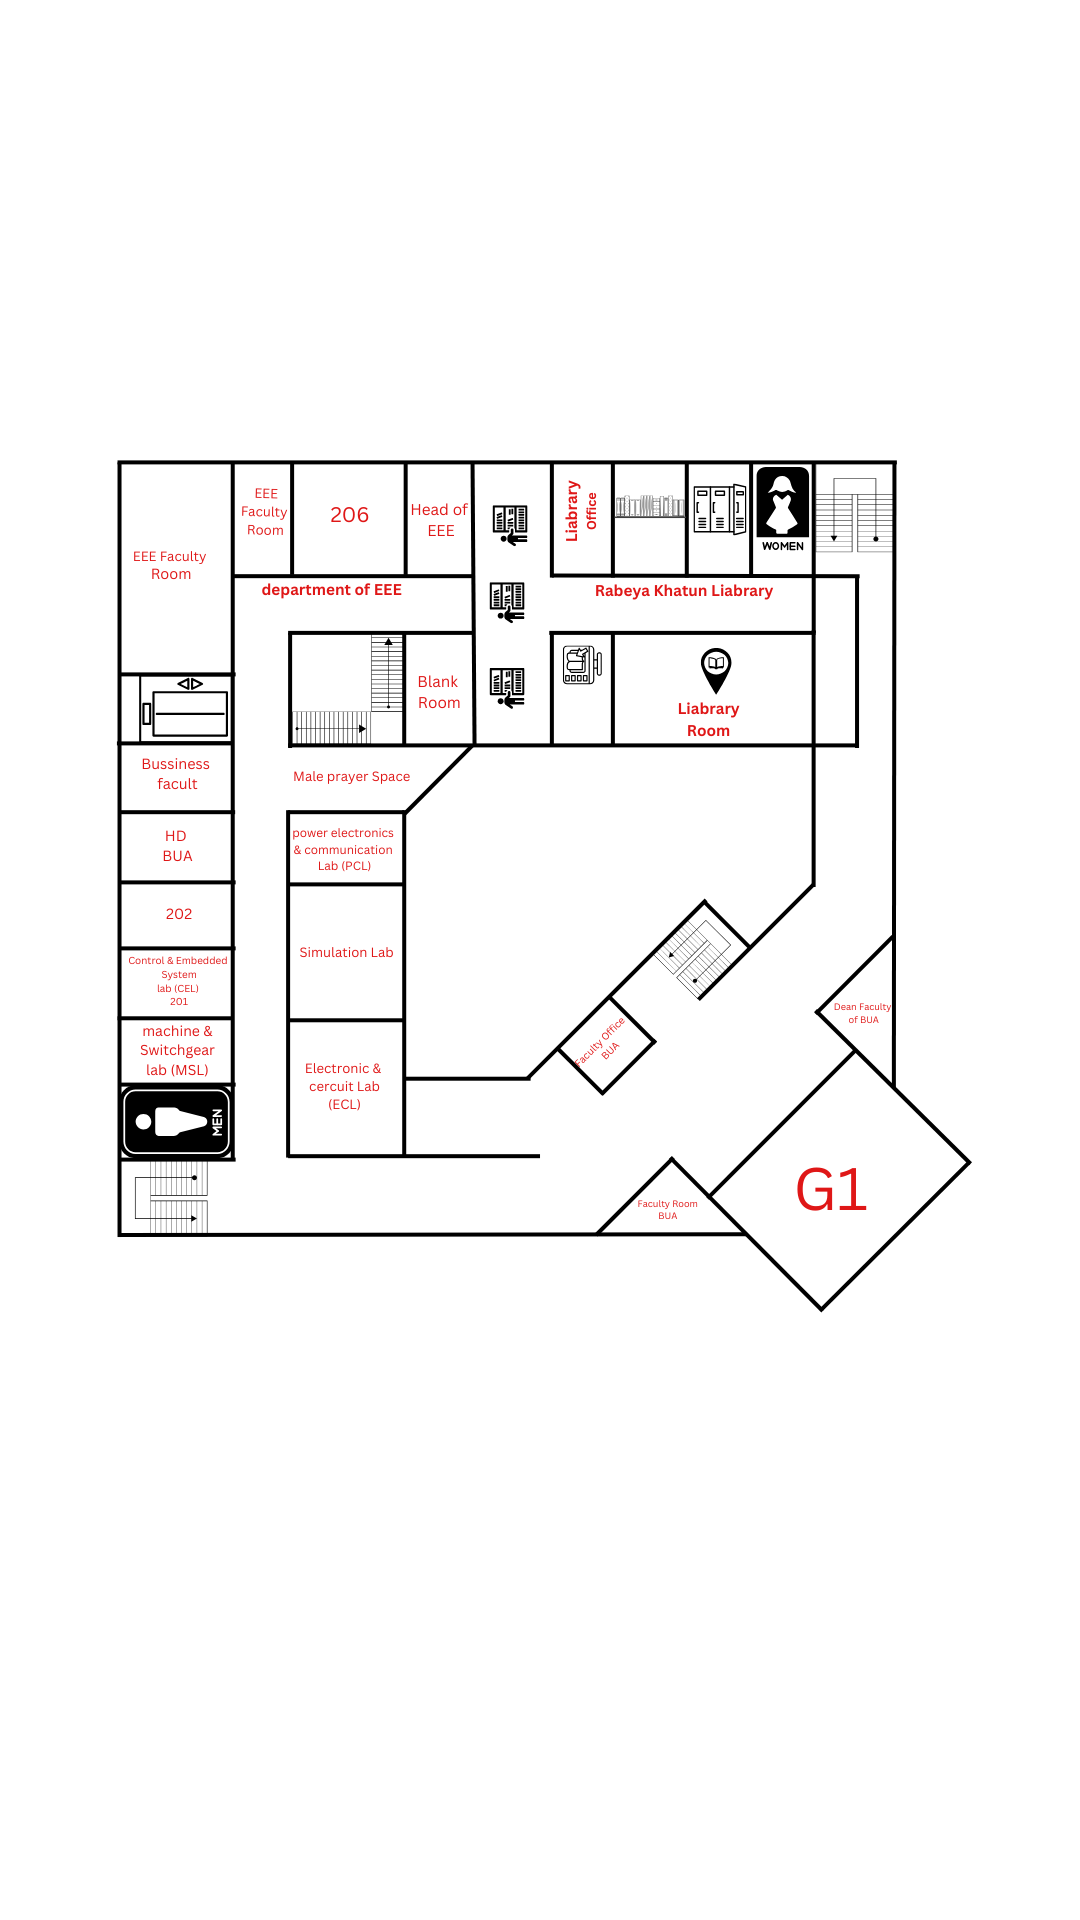 EEE Faculty
Room
EEE
Faculty
Room
206
Head of
EEE
Liabrary
Office
WOMEN
department of EEE
Rabeya Khatun Liabrary
Blank
Room
Liabrary
Room
Bussiness
facult
Male prayer Space
HD
BUA
power electronics
& communication
Lab (PCL)
202
Simulation Lab
Control & Embedded
System
lab (CEL)
201
machine &
Switchgear
lab (MSL)
Electronic &
cercuit Lab
(ECL)
MEN
Faculty Office
BUA
Dean Faculty
of BUA
Faculty Room
BUA
G1